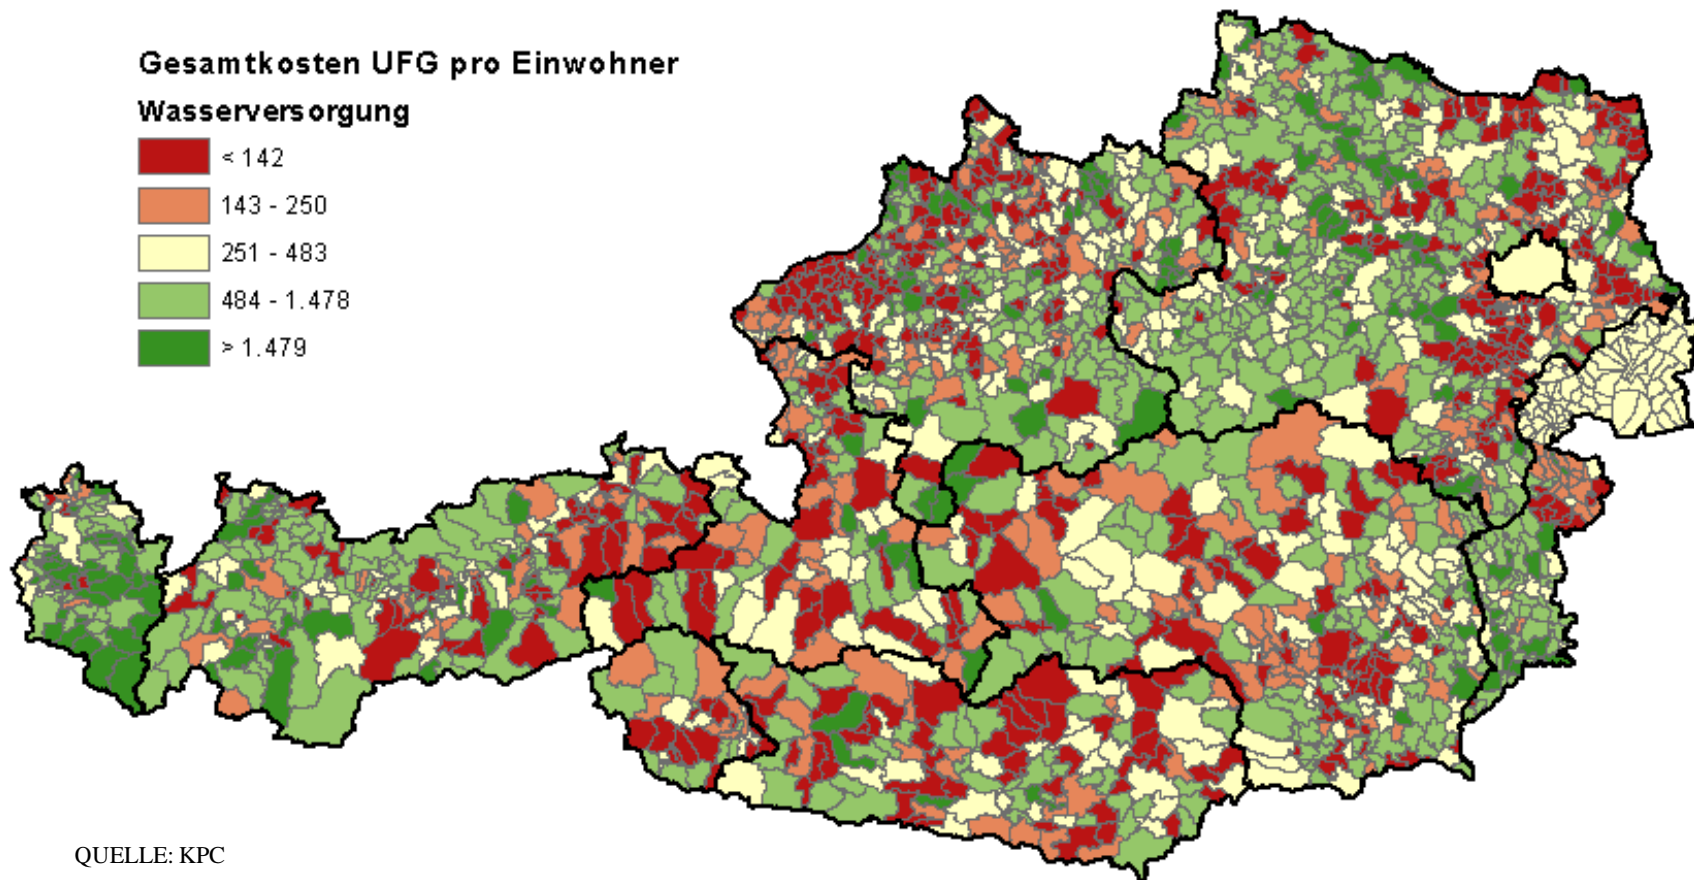 Gesamtkosten UFG pro Einwohner
Wasserversorgung
< 142
143 - 250
251 - 483
484 - 1.478
> 1.479
QUELLE: KPC